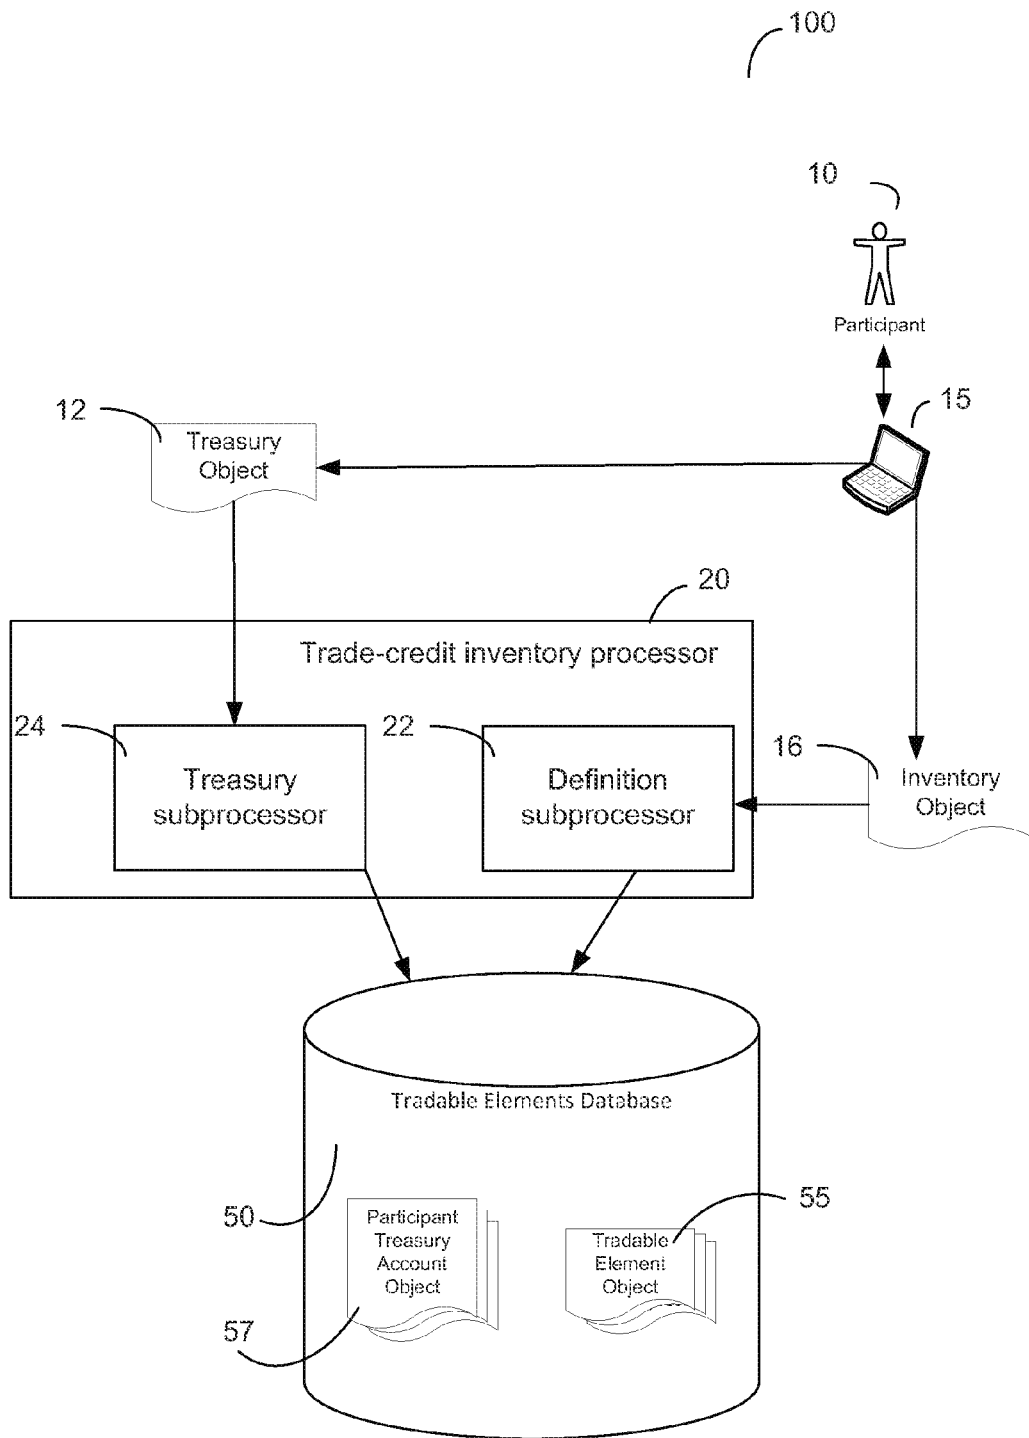 100
10
Participant
12
15
Treasury
Object
20
Trade-credit inventory processor
24
22
16
Treasury
subprocessor
Definition
subprocessor
Inventory
Object
Tradable Elements Database
50
55
Participant
Treasury
Account
Object
Tradable
Element
Object
57